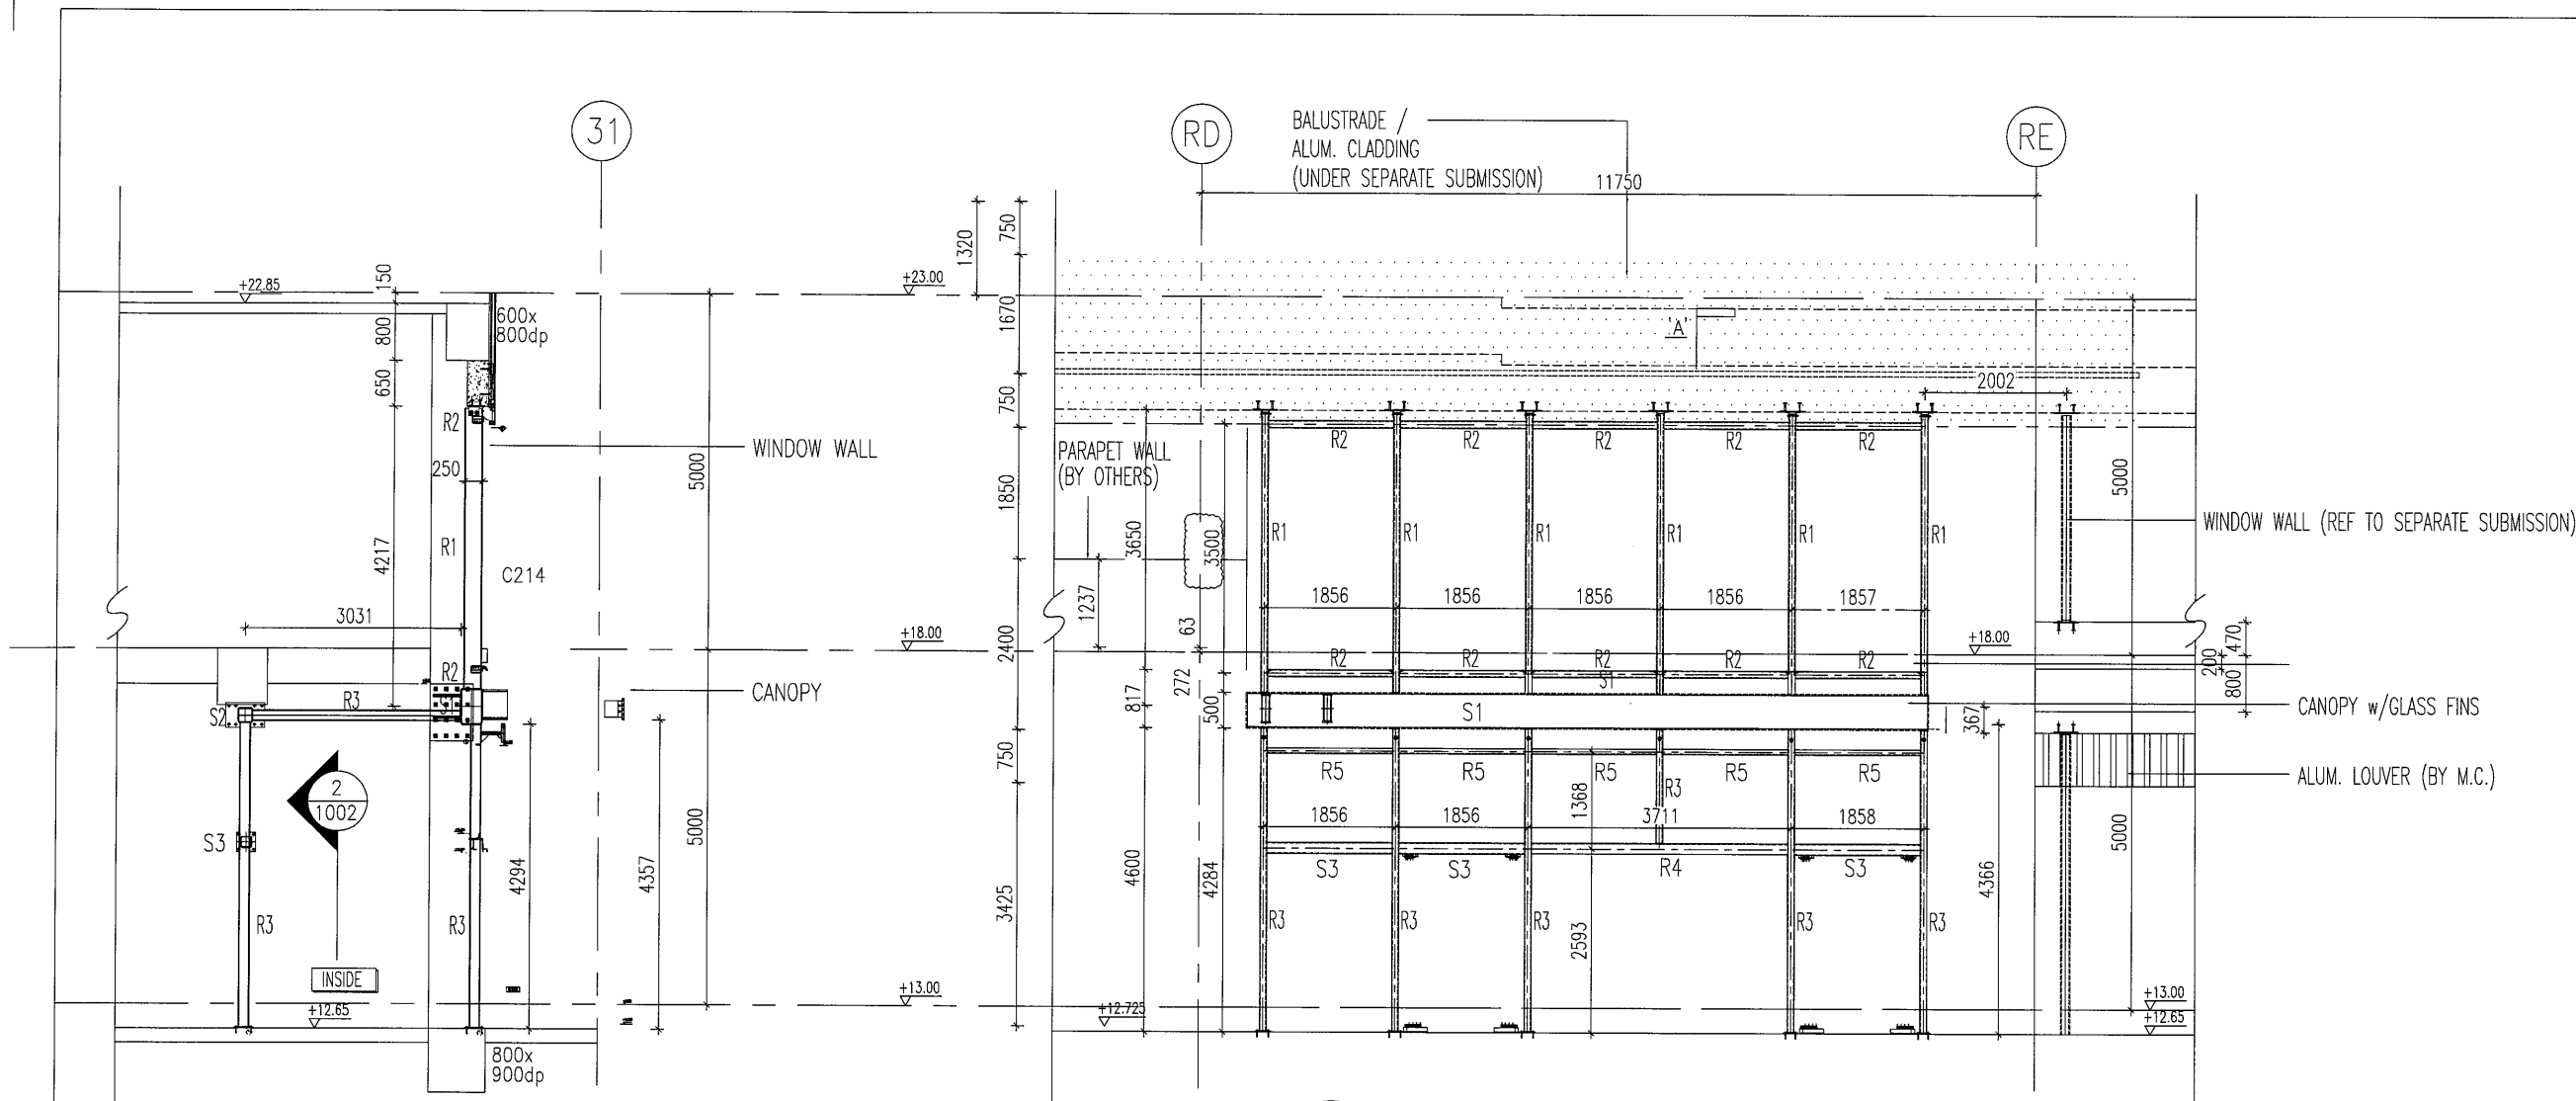 31
RD
RE
BALUSTRADE /
ALUM. CLADDING
(UNDER SEPARATE SUBMISSION)
11750
1320
750
1670
750
1850
2400
750
3425
+22.85
150
800
650
4217
600x
800dp
R2
250
R1
WINDOW WALL
C214
3031
R2
S1
CANOPY
S2
R3
2
1002
S3
R3
R3
INSIDE
+12.65
800x
900dp
4294
4357
5000
5000
+23.00
+18.00
+13.00
'A'
2002
PARAPET WALL
(BY OTHERS)
3650
3500
1237
63
272
817
500
4600
4284
R2 R2 R2 R2 R2
R1 R1 R1 R1 R1 R1
1856 1856 1856 1856 1857
R2 R2 R2 R2 R2
S1
S1
R5 R5 R5 R5 R5
1368
R3
1856 1856 3711 1858
S3 S3 R4 S3
2593
R3 R3 R3 R3 R3
+12.725
367
4366
5000
5000
WINDOW WALL (REF TO SEPARATE SUBMISSION)
+18.00
470
200
800
CANOPY w/GLASS FINS
ALUM. LOUVER (BY M.C.)
+13.00
+12.65